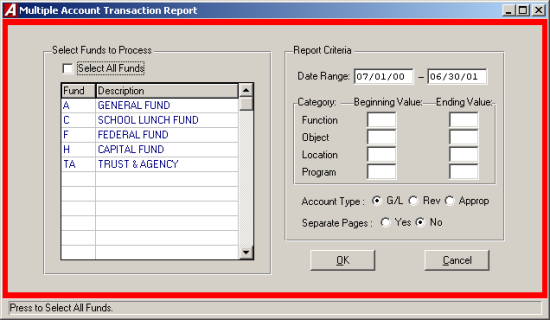 Multiple Account Transaction Report
Select Funds to Process
Select All Funds
Fund Description
A GENERAL FUND
C SCHOOL LUNCH FUND
F FEDERAL FUND
H CAPITAL FUND
TA TRUST & AGENCY
Report Criteria
Date Range: 07/01/00 – 06/30/01
Category: Beginning Value: Ending Value:
Function
Object
Location
Program
Account Type : G/L Rev Approp
Separate Pages : Yes No
OK Cancel
Press to Select All Funds.